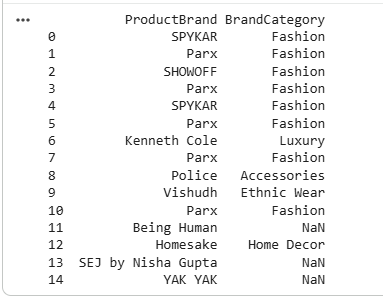 •••
ProductBrand BrandCategory
0 SPYKAR Fashion
1 Parx Fashion
2 SHOWOFF Fashion
3 Parx Fashion
4 SPYKAR Fashion
5 Parx Fashion
6 Kenneth Cole Luxury
7 Parx Fashion
8 Police Accessories
9 Vishudh Ethnic Wear
10 Parx Fashion
11 Being Human NaN
12 Homesake Home Decor
13 SEJ by Nisha Gupta NaN
14 YAK YAK NaN